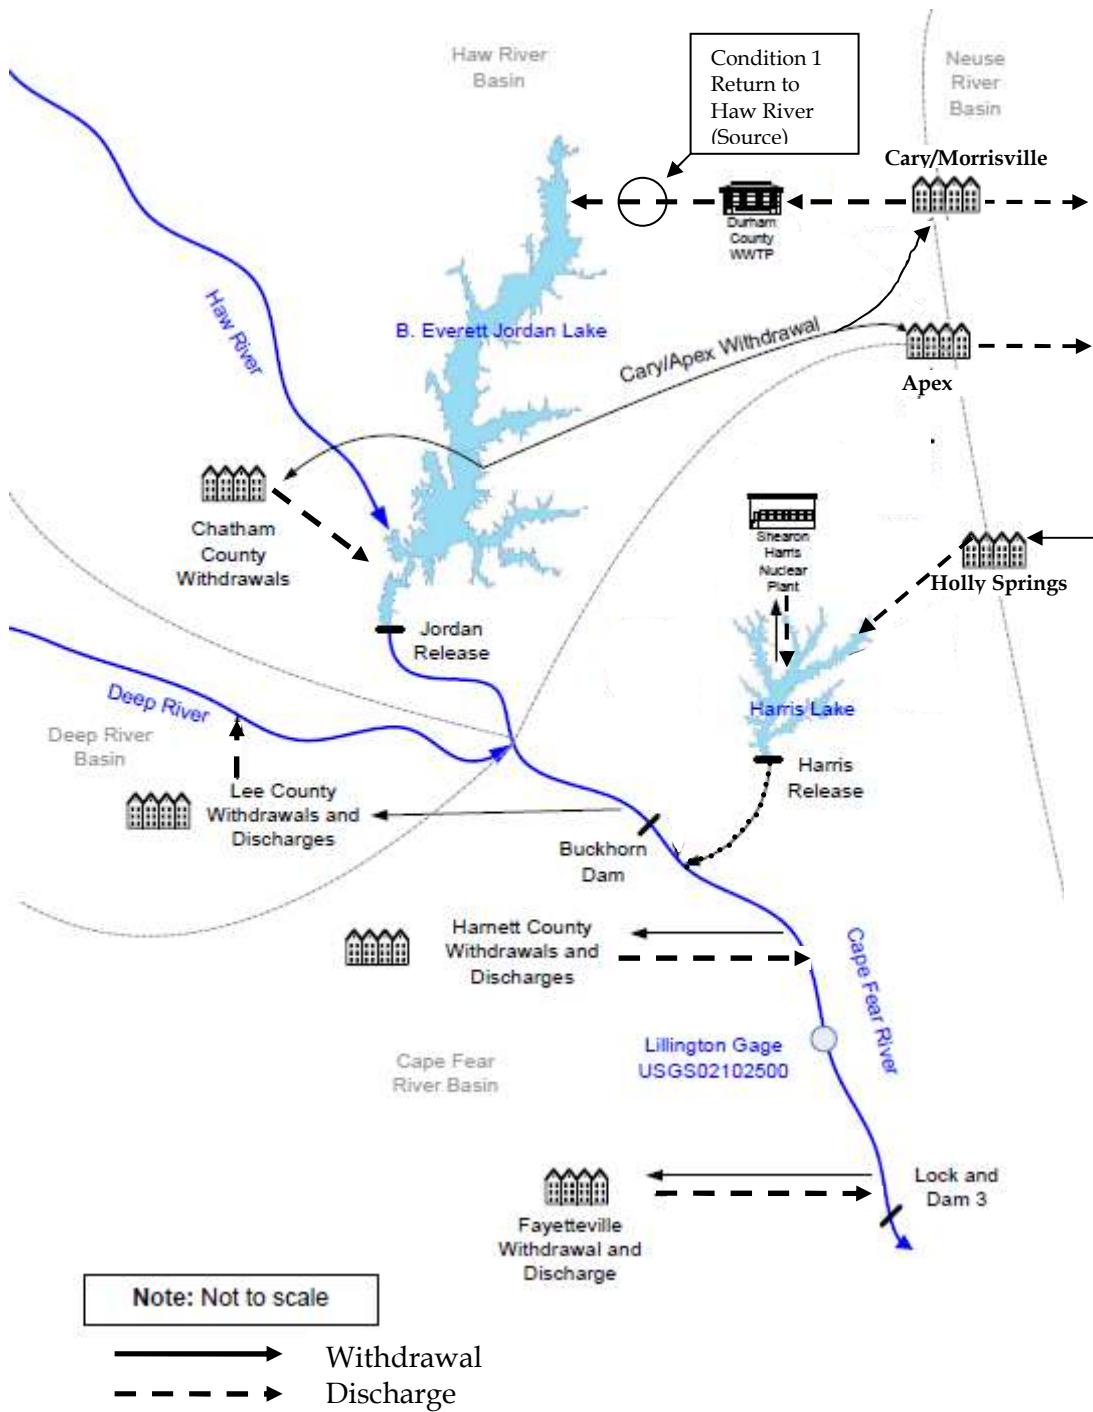 Haw River
Basin
Condition 1
Return to
Haw River
(Source)
Neuse
River
Basin
Cary/Morrisville
Durham
County
WWTP
Haw River
B. Everett Jordan Lake
Cary/Apex Withdrawal
Apex
Chatham
County
Withdrawals
Shearon
Harris
Nuclear
Plant
Holly Springs
Jordan
Release
Deep River
Deep River
Basin
Harris Lake
Harris
Release
Lee County
Withdrawals and
Discharges
Buckhorn
Dam
Harnett County
Withdrawals and
Discharges
Cape Fear River
Lillington Gage
USGS02102500
Cape Fear
River Basin
Lock and
Dam 3
Fayetteville
Withdrawal and
Discharge
Note: Not to scale
Withdrawal
Discharge